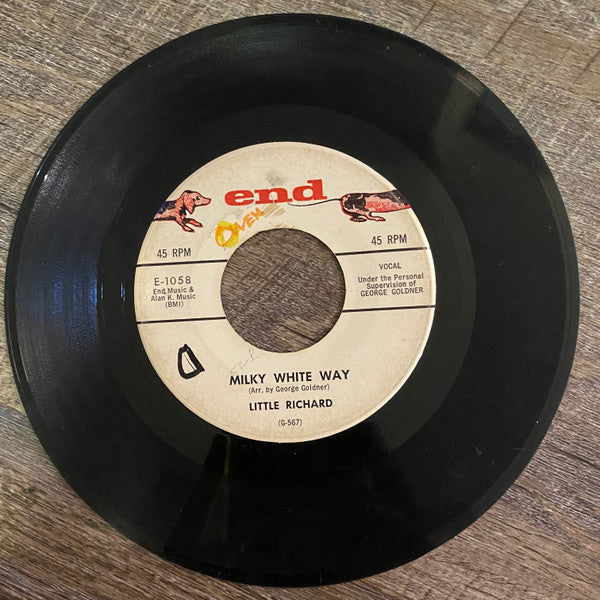 end
OWEN
45 RPM
45 RPM
E-1058
End Music &
Alan K. Music
(BMI)
VOCAL
Under the Personal
Supervision of
GEORGE GOLDNER
D
MILKY WHITE WAY
(Arr. by George Goldner)
LITTLE RICHARD
(G-567)